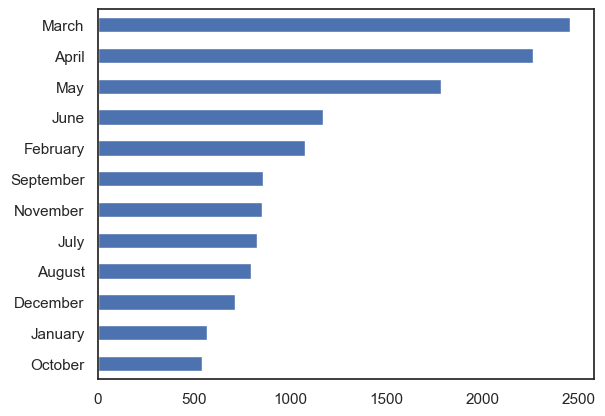 March
April
May
June
February
September
November
July
August
December
January
October
0 500 1000 1500 2000 2500